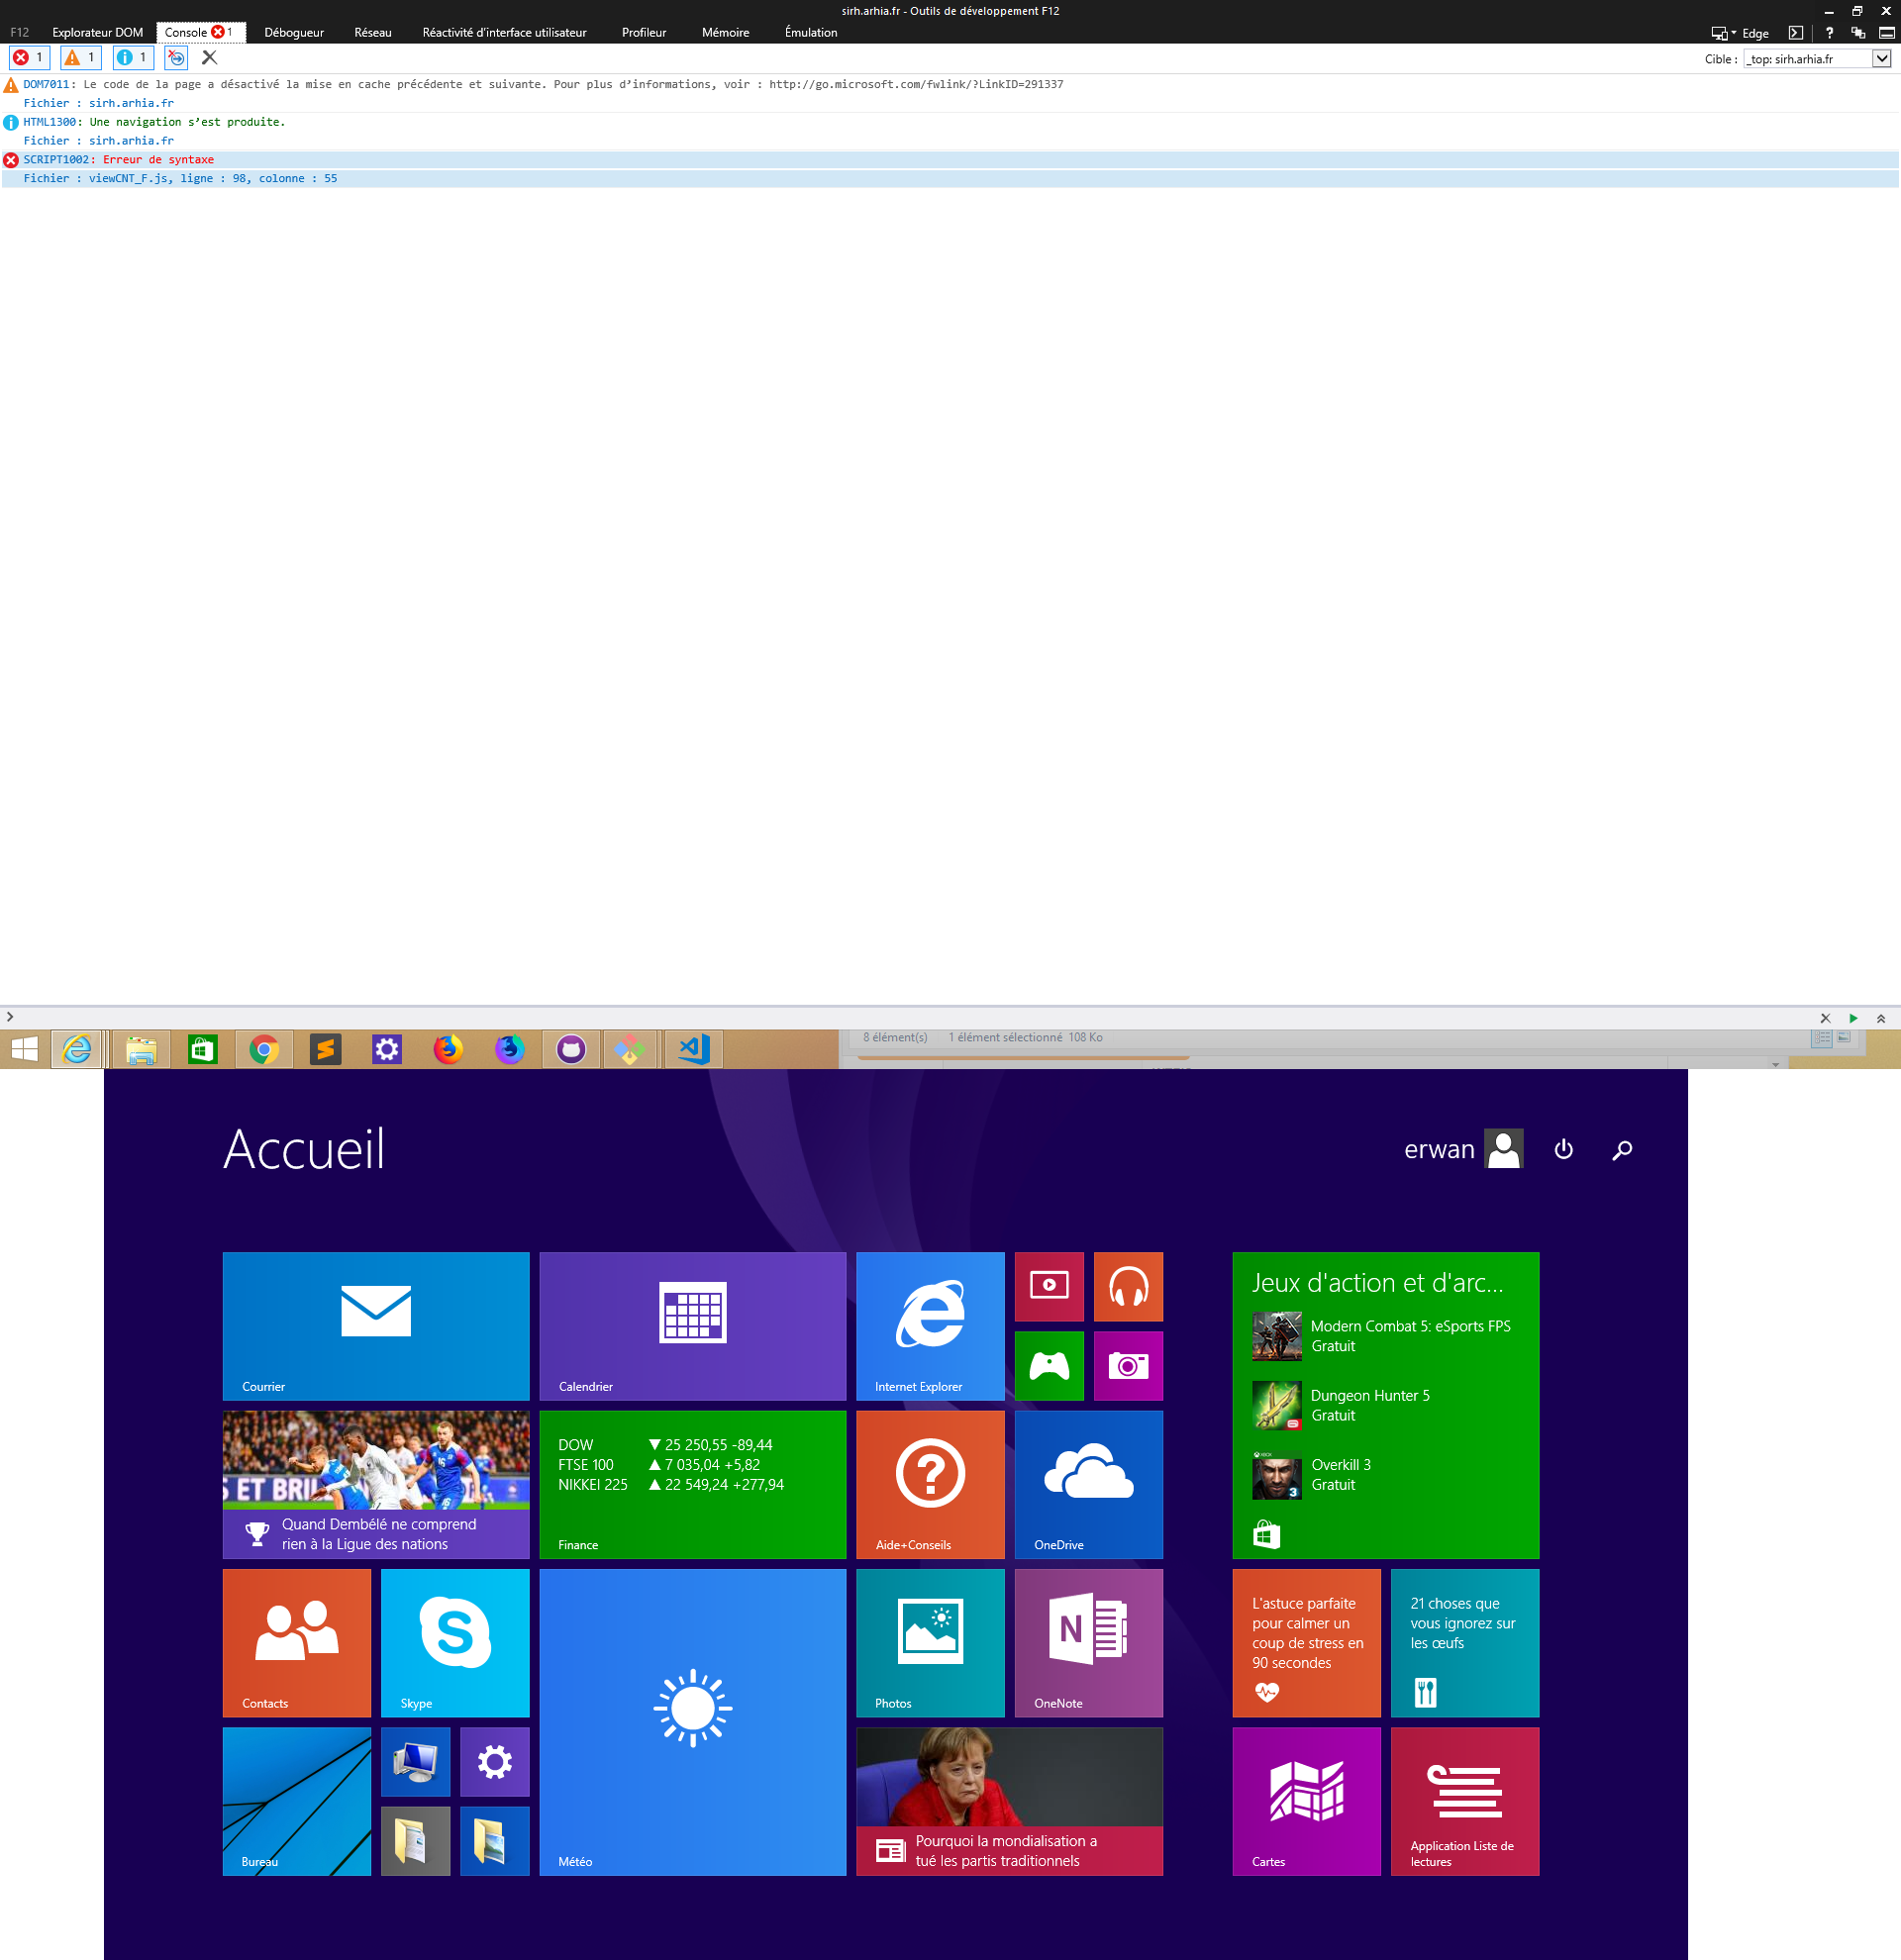 sirh.arhia.fr - Outils de développement F12
F12 Explorateur DOM Console 1 Débogueur Réseau Réactivité d'interface utilisateur Profileur Mémoire Émulation Edge ?
1 1 1 Cible : _top: sirh.arhia.fr
DOM7011: Le code de la page a désactivé la mise en cache précédente et suivante. Pour plus d’informations, voir : http://go.microsoft.com/fwlink/?LinkID=291337
Fichier : sirh.arhia.fr
HTML1300: Une navigation s’est produite.
Fichier : sirh.arhia.fr
SCRIPT1002: Erreur de syntaxe
Fichier : viewCNT_F.js, ligne : 98, colonne : 55
8 élément(s) 1 élément sélectionné 108 Ko
Accueil
erwan
Courrier
Calendrier
Internet Explorer
Jeux d'action et d'arc...
Modern Combat 5: eSports FPS
Gratuit
Dungeon Hunter 5
Gratuit
Overkill 3
Gratuit
S ET BRI
Quand Dembélé ne comprend
rien à la Ligue des nations
DOW ▼ 25 250,55 -89,44
FTSE 100 ▲ 7 035,04 +5,82
NIKKEI 225 ▲ 22 549,24 +277,94
Finance
Aide+Conseils
OneDrive
Contacts
Skype
Météo
Photos
OneNote
L'astuce parfaite
pour calmer un
coup de stress en
90 secondes
21 choses que
vous ignorez sur
les œufs
Bureau
Pourquoi la mondialisation a
tué les partis traditionnels
Cartes
Application Liste de
lectures